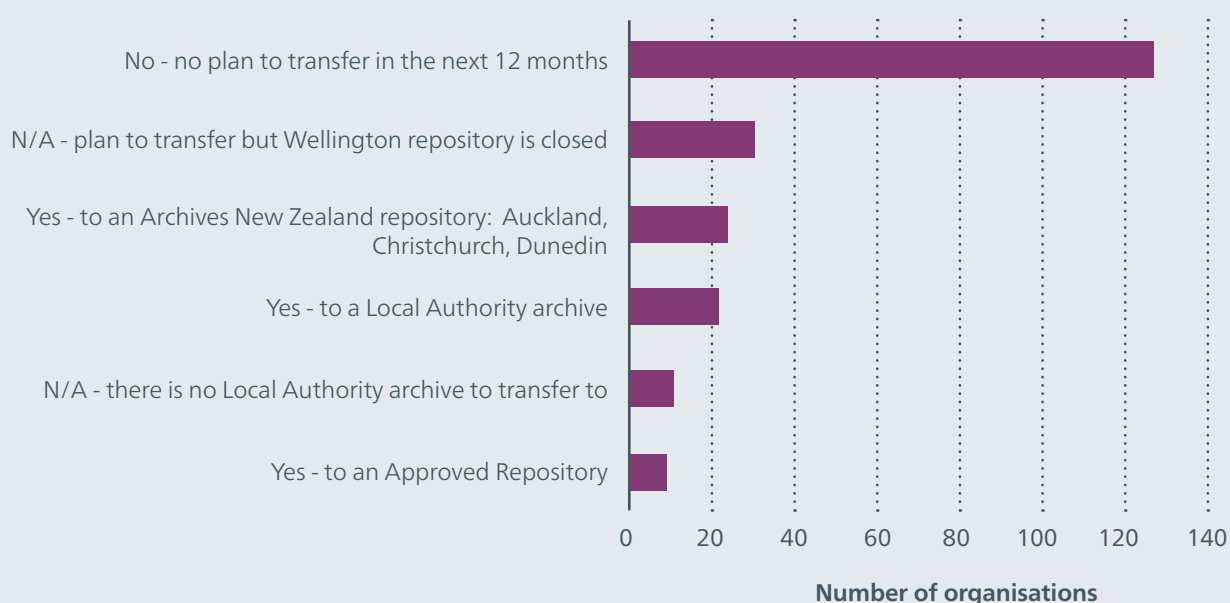 No - no plan to transfer in the next 12 months
N/A - plan to transfer but Wellington repository is closed
Yes - to an Archives New Zealand repository: Auckland,
Christchurch, Dunedin
Yes - to a Local Authority archive
N/A - there is no Local Authority archive to transfer to
Yes - to an Approved Repository
0 20 40 60 80 100 120 140
Number of organisations